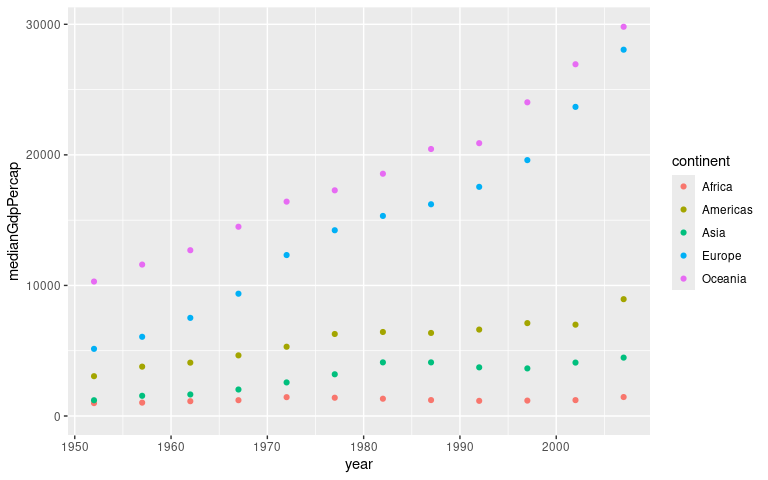 30000
20000
10000
0
medianGdpPercap
1950 1960 1970 1980 1990 2000
year
continent
Africa
Americas
Asia
Europe
Oceania